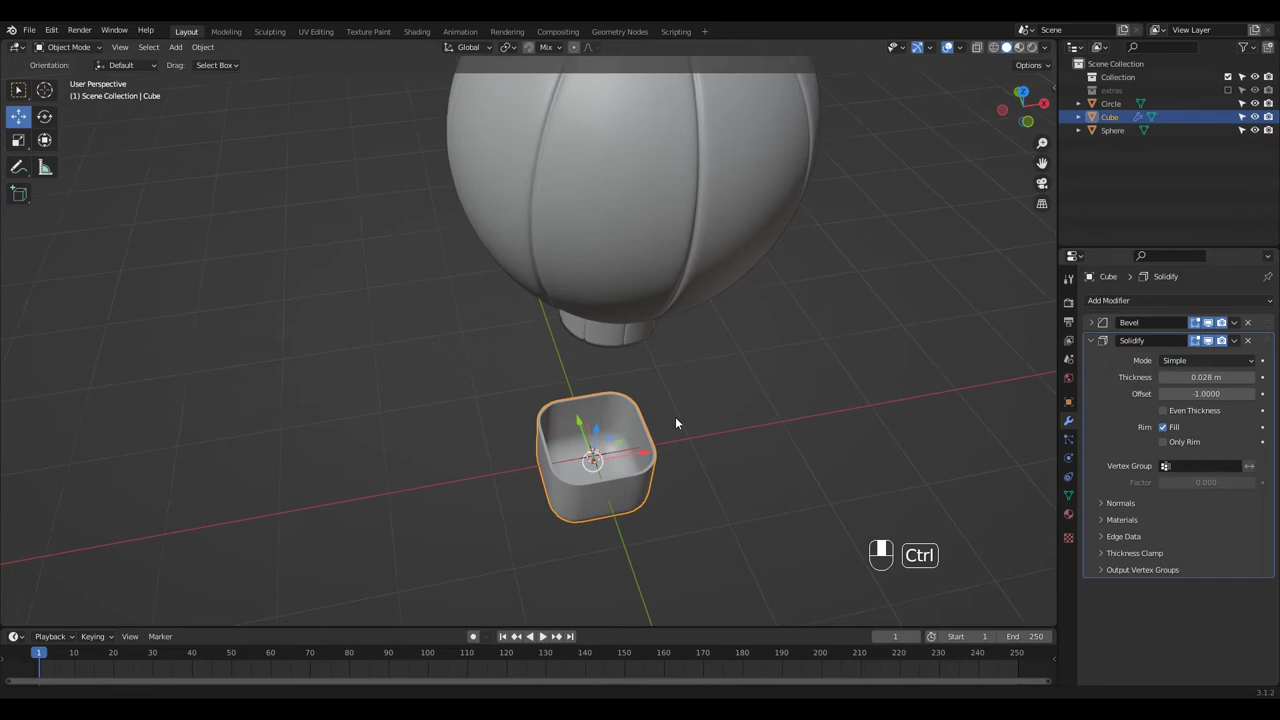 File Edit Render Window Help Layout Modeling Sculpting UV Editing Texture Paint Shading Animation Rendering Compositing Geometry Nodes Scripting + Scene View Layer
Object Mode View Select Add Object Global Mix
Orientation: Default Drag: Select Box Options
User Perspective
(1) Scene Collection | Cube
Z
X
Scene Collection
Collection
extras
Circle
Cube
Sphere
Cube > Solidify
Add Modifier
Bevel
Solidify
Mode Simple
Thickness 0.028 m
Offset -1.0000
Even Thickness
Rim Fill
Only Rim
Vertex Group
Factor 0.000
Normals
Materials
Edge Data
Thickness Clamp
Output Vertex Groups
Ctrl
Playback Keying View Marker 1 Start 1 End 250
1 10 20 30 40 50 60 70 80 90 100 110 120 130 140 150 160 170 180 190 200 210 220 230 240 250
3.1.2